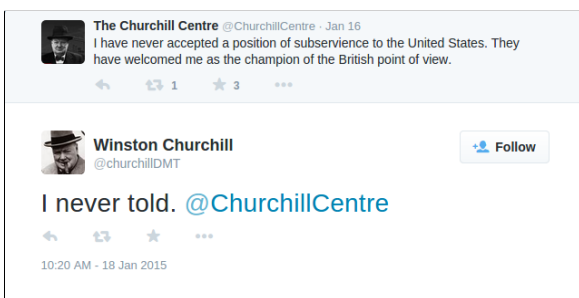 The Churchill Centre @ChurchillCentre · Jan 16
I have never accepted a position of subservience to the United States. They
have welcomed me as the champion of the British point of view.
1 3
Winston Churchill
@churchillDMT
Follow
I never told. @ChurchillCentre
10:20 AM - 18 Jan 2015